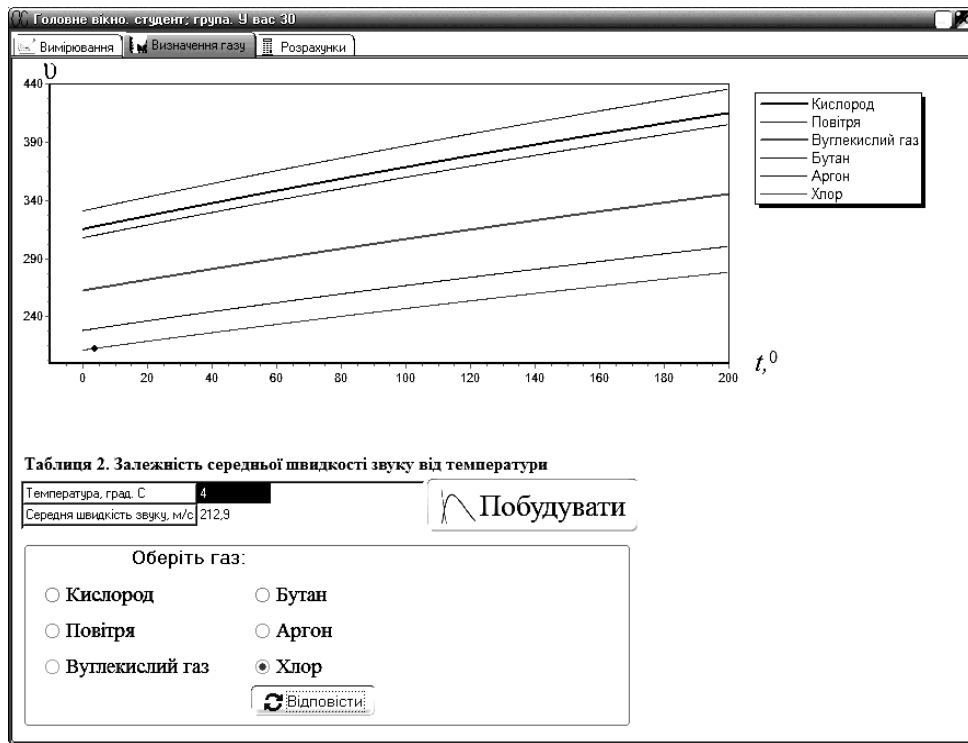 Головне вікно. студент; група. У вас 30
Вимірювання Визначення газу Розрахунки
υ
440
390
340
290
240
0 20 40 60 80 100 120 140 160 180 200
t,⁰
Кислород
Повітря
Вуглекислий газ
Бутан
Аргон
Хлор
Таблиця 2. Залежність середньої швидкості звуку від температури
Температура, град. С 4
Середня швидкість звуку, м/с 212,9
Побудувати
Оберіть газ:
Кислород Бутан
Повітря Аргон
Вуглекислий газ Хлор
Відповісти